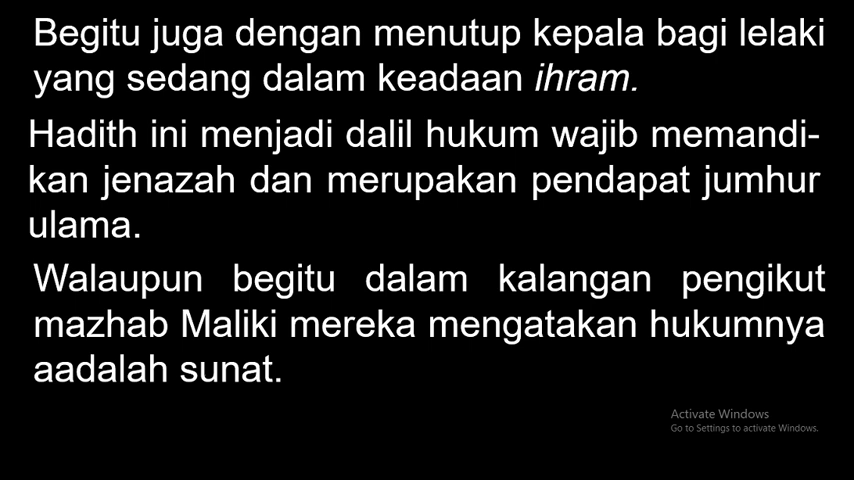 Begitu juga dengan menutup kepala bagi lelaki
yang sedang dalam keadaan ihram.
Hadith ini menjadi dalil hukum wajib memandi-
kan jenazah dan merupakan pendapat jumhur
ulama.
Walaupun begitu dalam kalangan pengikut
mazhab Maliki mereka mengatakan hukumnya
aadalah sunat.
Activate Windows
Go to Settings to activate Windows.